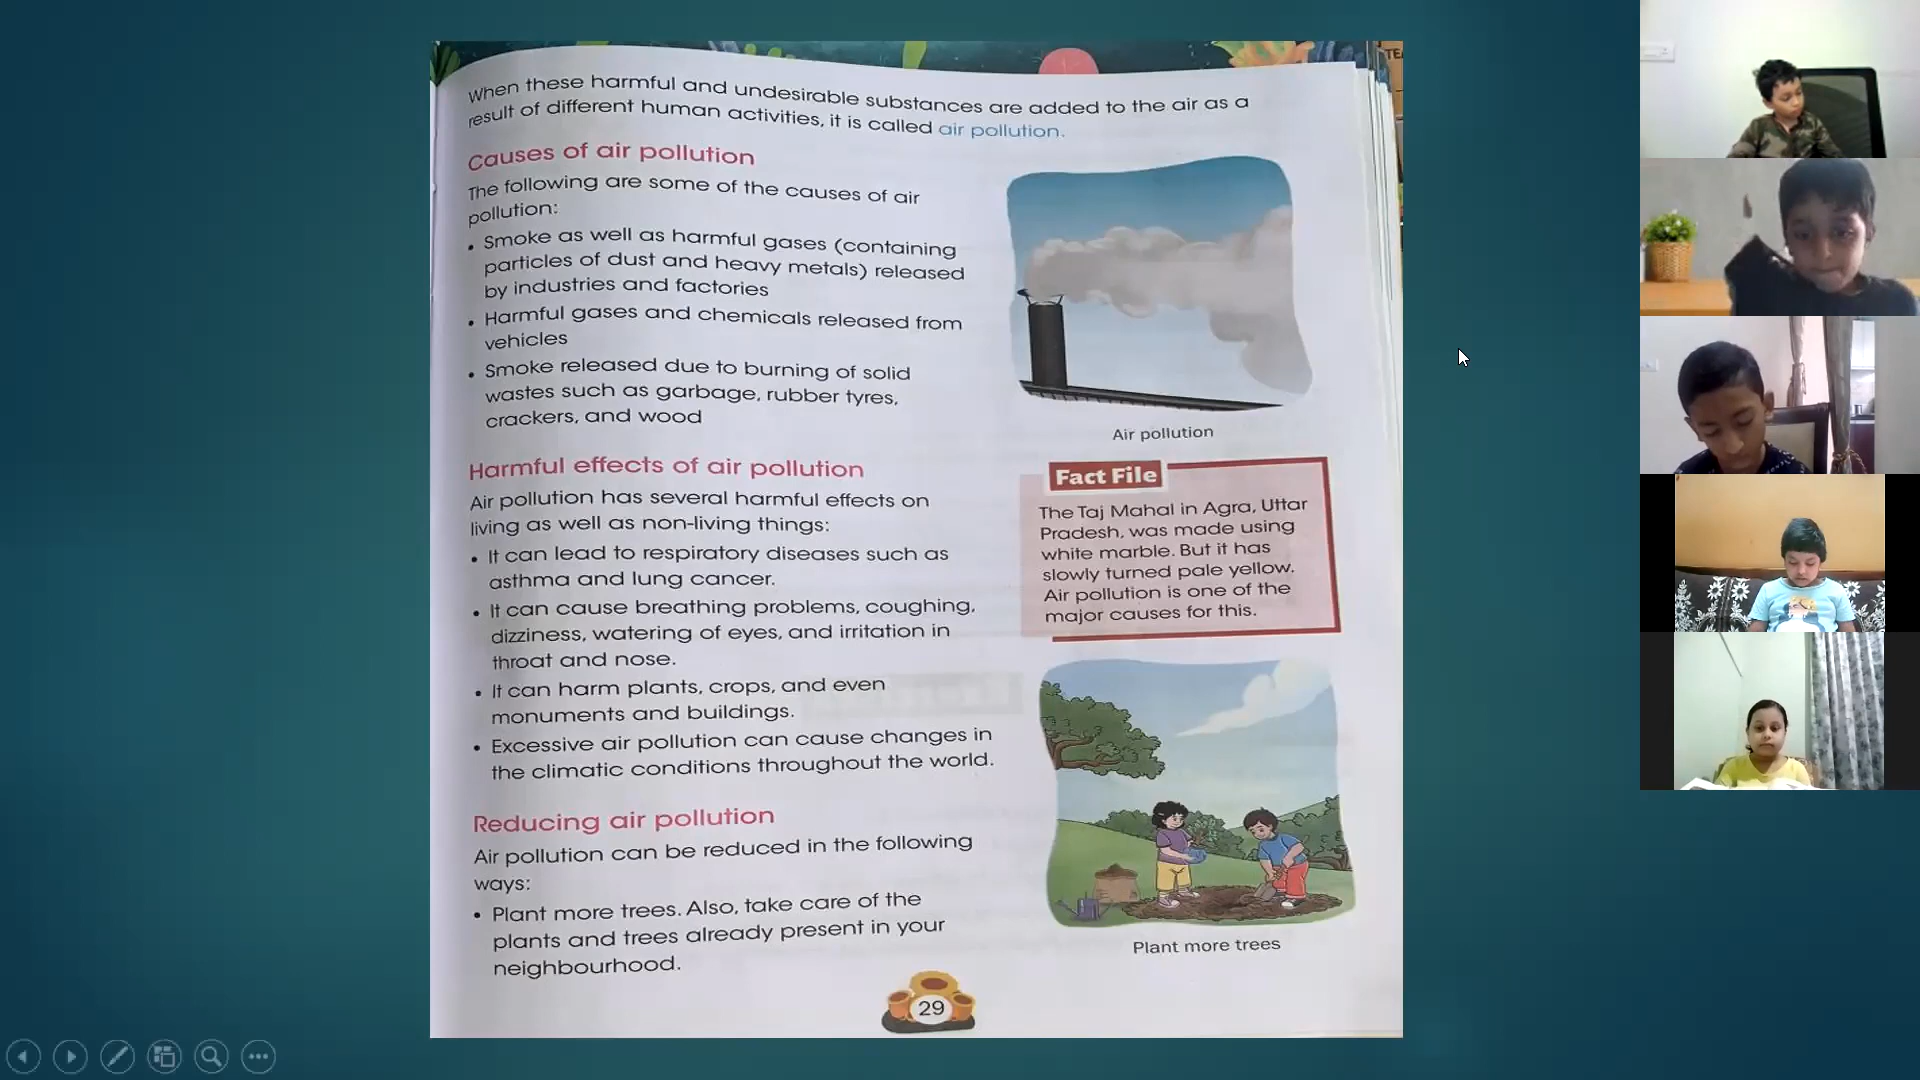 When these harmful and undesirable substances are added to the air as a
result of different human activities, it is called air pollution.
Causes of air pollution
The following are some of the causes of air
pollution:
• Smoke as well as harmful gases (containing
particles of dust and heavy metals) released
by industries and factories
• Harmful gases and chemicals released from
vehicles
• Smoke released due to burning of solid
wastes such as garbage, rubber tyres,
crackers, and wood
Air pollution
Harmful effects of air pollution
Air pollution has several harmful effects on
living as well as non-living things:
• It can lead to respiratory diseases such as
asthma and lung cancer.
• It can cause breathing problems, coughing,
dizziness, watering of eyes, and irritation in
throat and nose.
• It can harm plants, crops, and even
monuments and buildings.
• Excessive air pollution can cause changes in
the climatic conditions throughout the world.
Fact File
The Taj Mahal in Agra, Uttar
Pradesh, was made using
white marble. But it has
slowly turned pale yellow.
Air pollution is one of the
major causes for this.
Reducing air pollution
Air pollution can be reduced in the following
ways:
• Plant more trees. Also, take care of the
plants and trees already present in your
neighbourhood.
Plant more trees
29